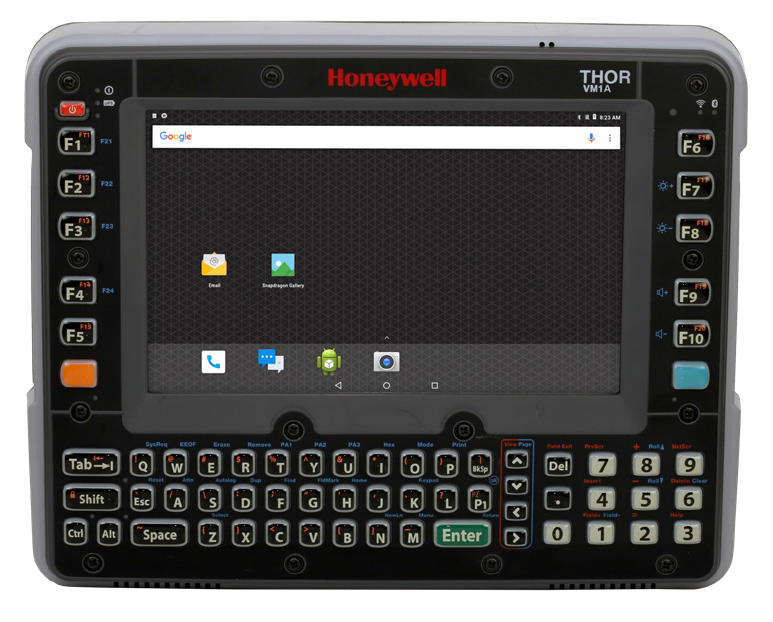 Honeywell
THOR
VM1A
8:23 AM
Google
F11
F1 F21
F12
F2 F22
F13
F3 F23
F14
F4 F24
F15
F5
F16
F6
F17
F7
F18
F8
F19
F9
F20
F10
Email
Snapdragon Gallery
SysReq EEOF Erase Remove PA1 PA2 PA3 Hex Mode Print
Tab Q W E R T Y U I O P BkSp
Reset Attn Autolog Dup Find FldMark Home Keypad
Shift Esc A S D F G H J K L P1
Select NewLn Menu Return
Ctrl Alt Space Z X C V B N M Enter
View Page
Field Exit PrvScr + Roll NxtScr
Del 7 8 9
Insert - Roll Delete Clear
. 4 5 6
Field+ Field- Help
0 1 2 3